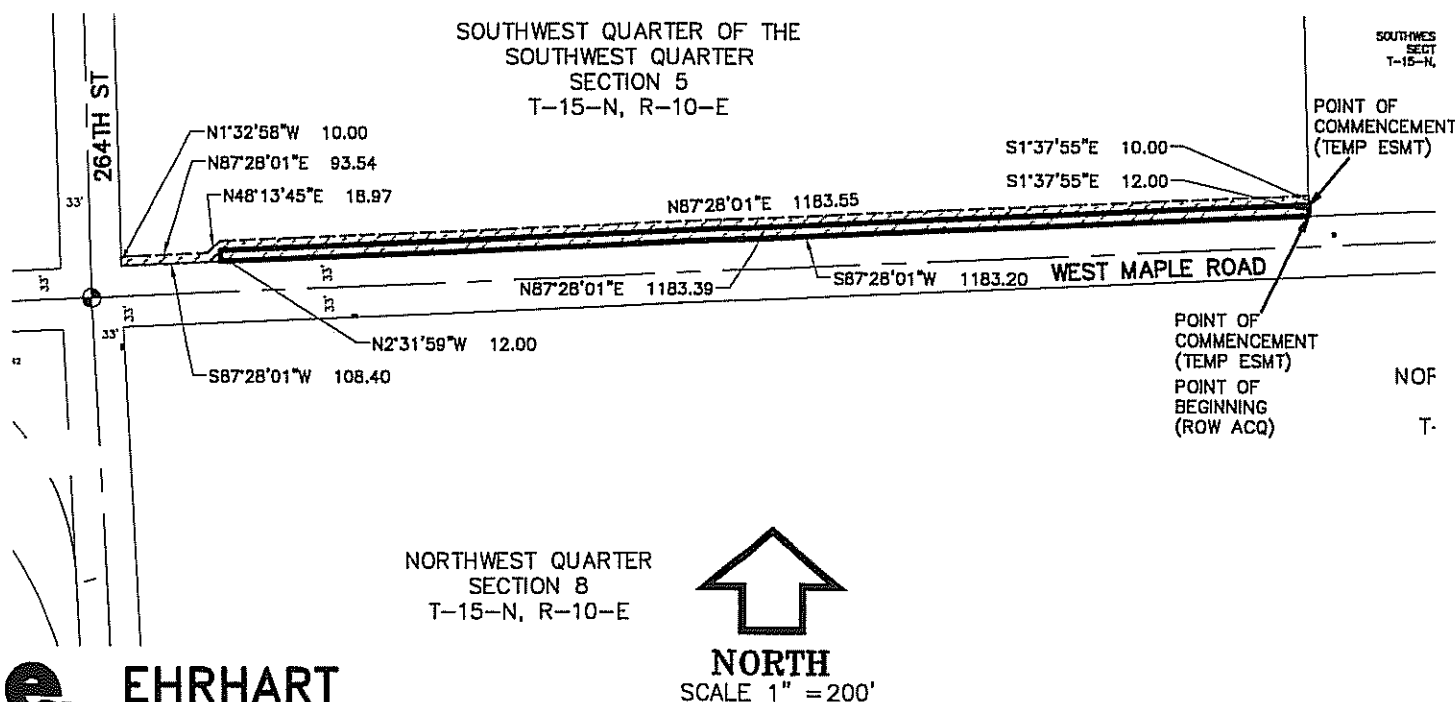 SOUTHWEST QUARTER OF THE
SOUTHWEST QUARTER
SECTION 5
T-15-N, R-10-E
SOUTHWES
SECT
T-15-N,
264TH ST
POINT OF
COMMENCEMENT
(TEMP ESMT)
N1°32'58"W 10.00
N87°28'01"E 93.54
N48°13'45"E 18.97
S1°37'55"E 10.00
S1°37'55"E 12.00
33'
N87°28'01"E 1183.55
33'
33'
33'
33'
33'
N87°28'01"E 1183.39
S87°28'01"W 1183.20
WEST MAPLE ROAD
N2°31'59"W 12.00
S87°28'01"W 108.40
POINT OF
COMMENCEMENT
(TEMP ESMT)
POINT OF
BEGINNING
(ROW ACQ)
T-
NORTHWEST QUARTER
SECTION 8
T-15-N, R-10-E
NORTH
SCALE 1" =200'
e
EHRHART